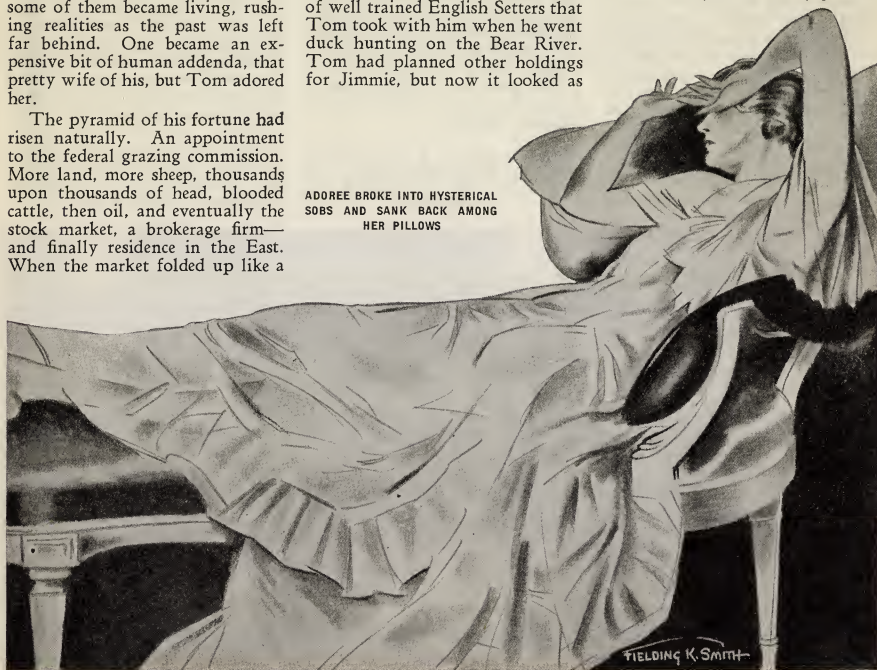 some of them became living, rush-
ing realities as the past was left
far behind. One became an ex-
pensive bit of human addenda, that
pretty wife of his, but Tom adored
her.
The pyramid of his fortune had
risen naturally. An appointment
to the federal grazing commission.
More land, more sheep, thousands
upon thousands of head, blooded
cattle, then oil, and eventually the
stock market, a brokerage firm—
and finally residence in the East.
When the market folded up like a
of well trained English Setters that
Tom took with him when he went
duck hunting on the Bear River.
Tom had planned other holdings
for Jimmie, but now it looked as
ADOREE BROKE INTO HYSTERICAL
SOBS AND SANK BACK AMONG
HER PILLOWS
FIELDING K. SMITH